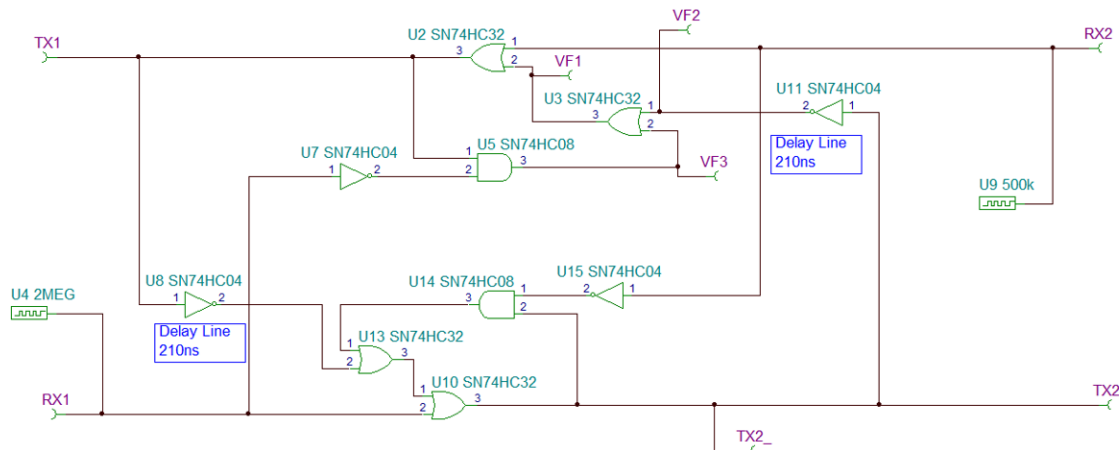 VF2
TX1
U2 SN74HC32
3
1
2
RX2
VF1
U11 SN74HC04
2
1
U3 SN74HC32
3
1
2
Delay Line
210ns
U5 SN74HC08
1
2
3
U7 SN74HC04
1
2
VF3
U9 500k
U8 SN74HC04
1
2
Delay Line
210ns
U4 2MEG
U14 SN74HC08
3
1
2
U15 SN74HC04
2
1
U13 SN74HC32
1
2
3
U10 SN74HC32
1
2
3
RX1
TX2
TX2_